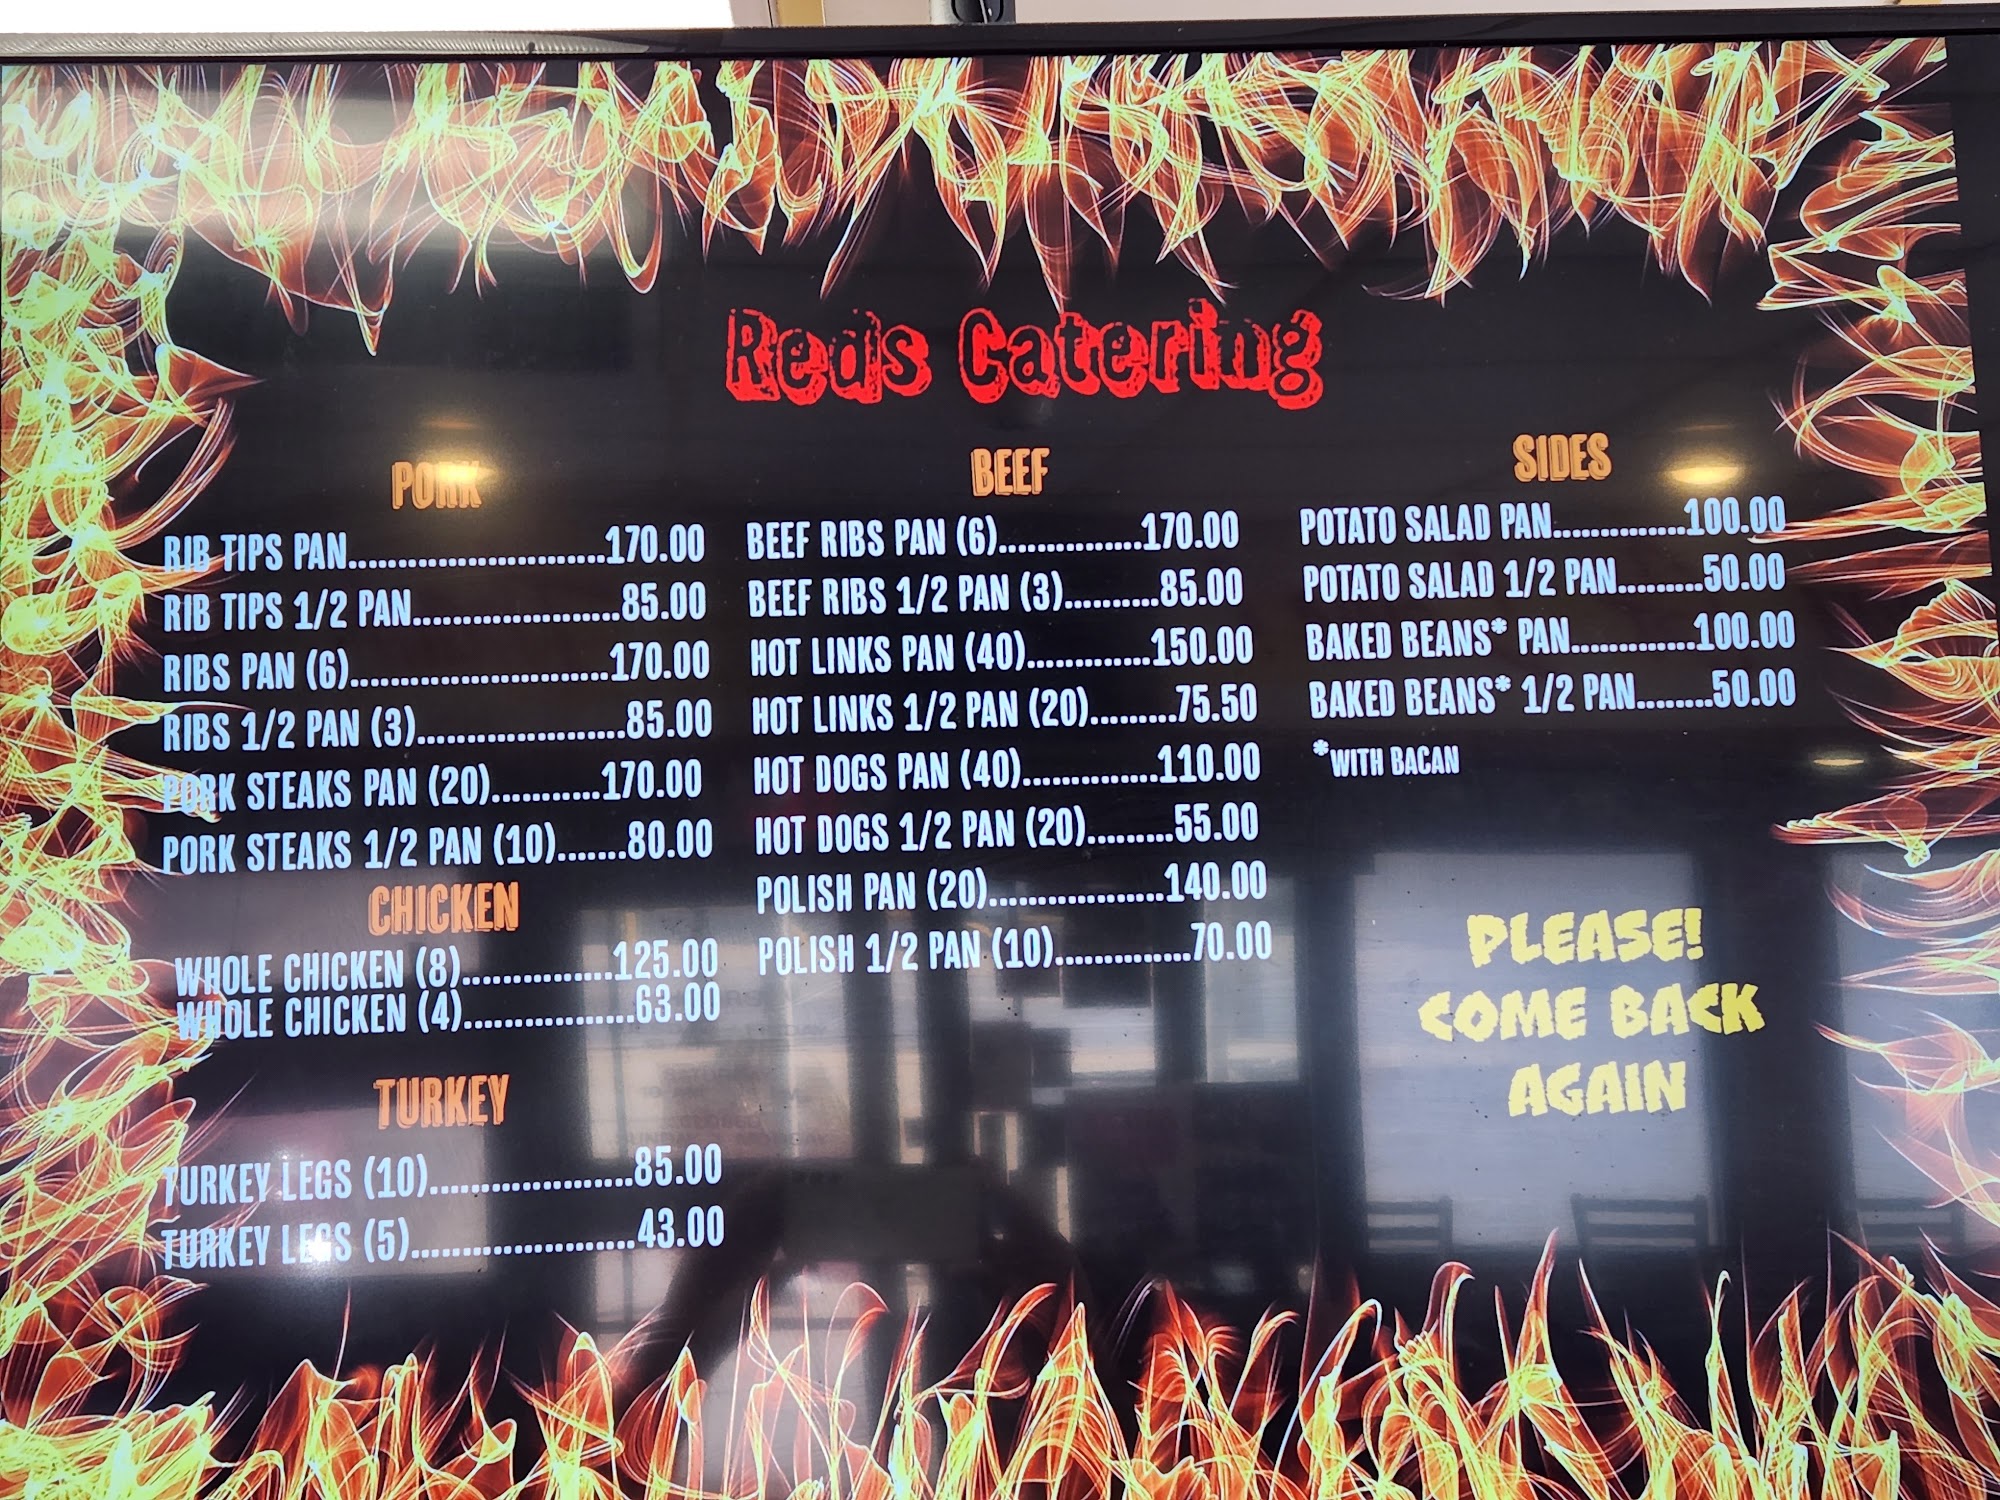 Reds Catering
PORK
RIB TIPS PAN.........................170.00
RIB TIPS 1/2 PAN.....................85.00
RIBS PAN (6).........................170.00
RIBS 1/2 PAN (3).....................85.00
PORK STEAKS PAN (20)...........170.00
PORK STEAKS 1/2 PAN (10).......80.00
CHICKEN
WHOLE CHICKEN (8)...............125.00
WHOLE CHICKEN (4).................63.00
TURKEY
TURKEY LEGS (10)....................85.00
TURKEY LEGS (5)......................43.00
BEEF
BEEF RIBS PAN (6)...............170.00
BEEF RIBS 1/2 PAN (3)..........85.00
HOT LINKS PAN (40).............150.00
HOT LINKS 1/2 PAN (20).........75.50
HOT DOGS PAN (40)..............110.00
HOT DOGS 1/2 PAN (20).........55.00
POLISH PAN (20)..................140.00
POLISH 1/2 PAN (10)..............70.00
SIDES
POTATO SALAD PAN..............100.00
POTATO SALAD 1/2 PAN.........50.00
BAKED BEANS* PAN.............100.00
BAKED BEANS* 1/2 PAN........50.00
*WITH BACAN
PLEASE!
COME BACK
AGAIN